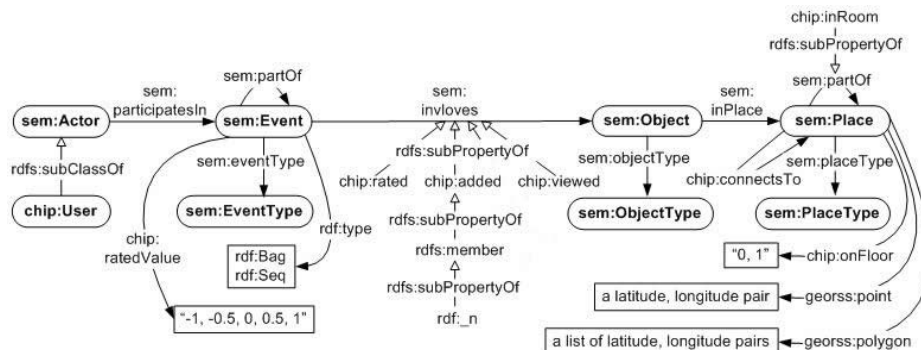 chip:inRoom
rdfs:subPropertyOf
sem:partOf
sem:
participatesIn
sem:
invloves
sem:
inPlace
sem:partOf
sem:Actor
sem:Event
sem:Object
sem:Place
rdfs:subClassOf
sem:eventType
rdfs:subPropertyOf
sem:objectType
sem:placeType
chip:rated
chip:added
chip:viewed
chip:connectsTo
chip:User
sem:EventType
rdf:type
rdfs:subPropertyOf
sem:ObjectType
sem:PlaceType
chip:
ratedValue
rdf:Bag
rdf:Seq
rdfs:member
"0, 1"
chip:onFloor
rdfs:subPropertyOf
a latitude, longitude pair
georss:point
"-1, -0.5, 0, 0.5, 1"
rdf:_n
a list of latitude, longitude pairs
georss:polygon